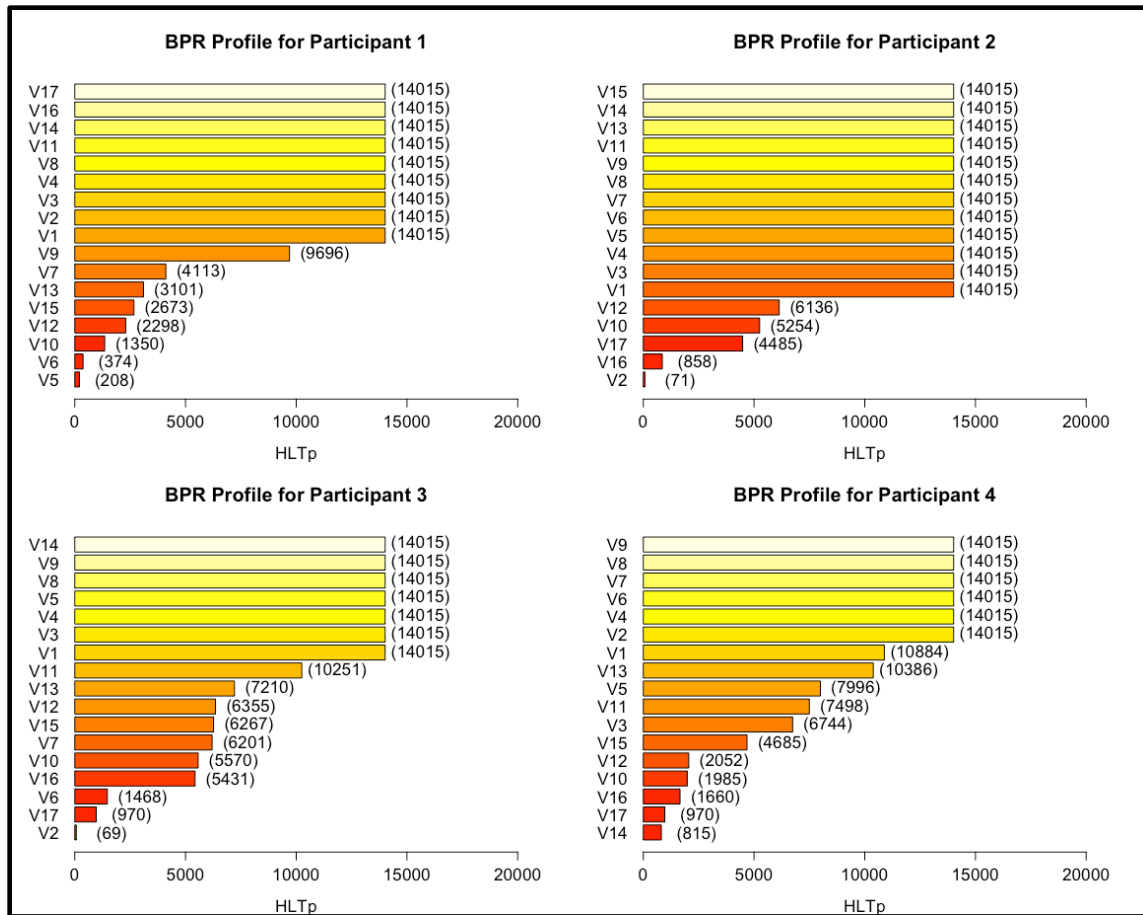 BPR Profile for Participant 1
V17 (14015)
V16 (14015)
V14 (14015)
V11 (14015)
V8 (14015)
V4 (14015)
V3 (14015)
V2 (14015)
V1 (14015)
V9 (9696)
V7 (4113)
V13 (3101)
V15 (2673)
V12 (2298)
V10 (1350)
V6 (374)
V5 (208)
0 5000 10000 15000 20000
HLTp
BPR Profile for Participant 2
V15 (14015)
V14 (14015)
V13 (14015)
V11 (14015)
V9 (14015)
V8 (14015)
V7 (14015)
V6 (14015)
V5 (14015)
V4 (14015)
V3 (14015)
V1 (14015)
V12 (6136)
V10 (5254)
V17 (4485)
V16 (858)
V2 (71)
0 5000 10000 15000 20000
HLTp
BPR Profile for Participant 3
V14 (14015)
V9 (14015)
V8 (14015)
V5 (14015)
V4 (14015)
V3 (14015)
V1 (14015)
V11 (10251)
V13 (7210)
V12 (6355)
V15 (6267)
V7 (6201)
V10 (5570)
V16 (5431)
V6 (1468)
V17 (970)
V2 (69)
0 5000 10000 15000 20000
HLTp
BPR Profile for Participant 4
V9 (14015)
V8 (14015)
V7 (14015)
V6 (14015)
V4 (14015)
V2 (14015)
V1 (10884)
V13 (10386)
V5 (7996)
V11 (7498)
V3 (6744)
V15 (4685)
V12 (2052)
V10 (1985)
V16 (1660)
V17 (970)
V14 (815)
0 5000 10000 15000 20000
HLTp